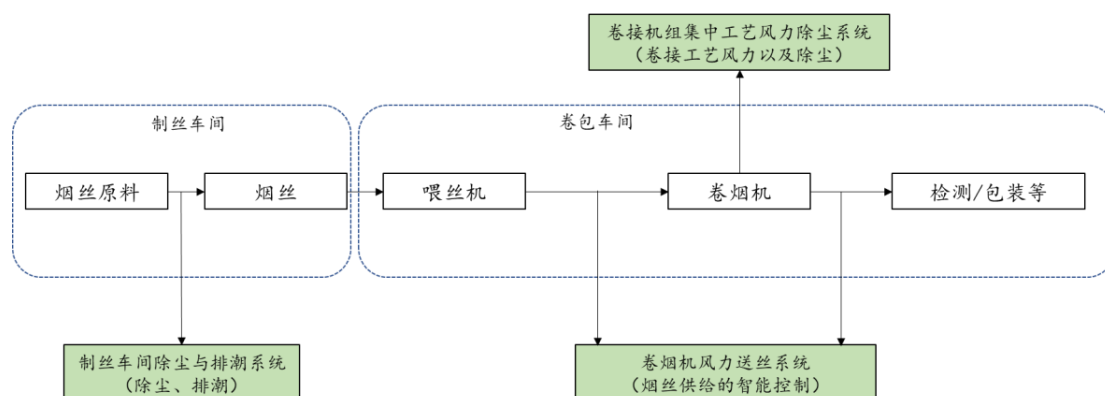 卷接机组集中工艺风力除尘系统
（卷接工艺风力以及除尘）
制丝车间
卷包车间
烟丝原料
烟丝
喂丝机
卷烟机
检测/包装等
制丝车间除尘与排潮系统
（除尘、排潮）
卷烟机风力送丝系统
（烟丝供给的智能控制）